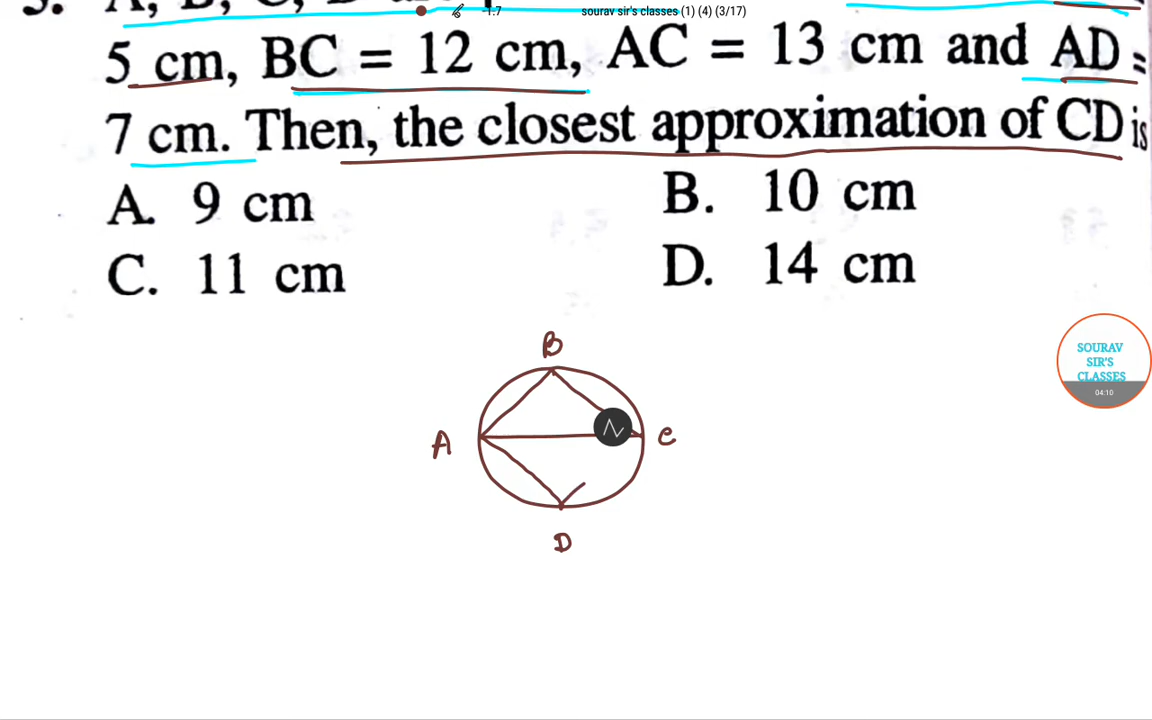 sourav sir's classes (1) (4) (3/17)
5 cm, BC = 12 cm, AC = 13 cm and AD =
7 cm. Then, the closest approximation of CD is
A. 9 cm B. 10 cm
C. 11 cm D. 14 cm
B
SOURAV
SIR'S
CLASSES
04:10
A C
D